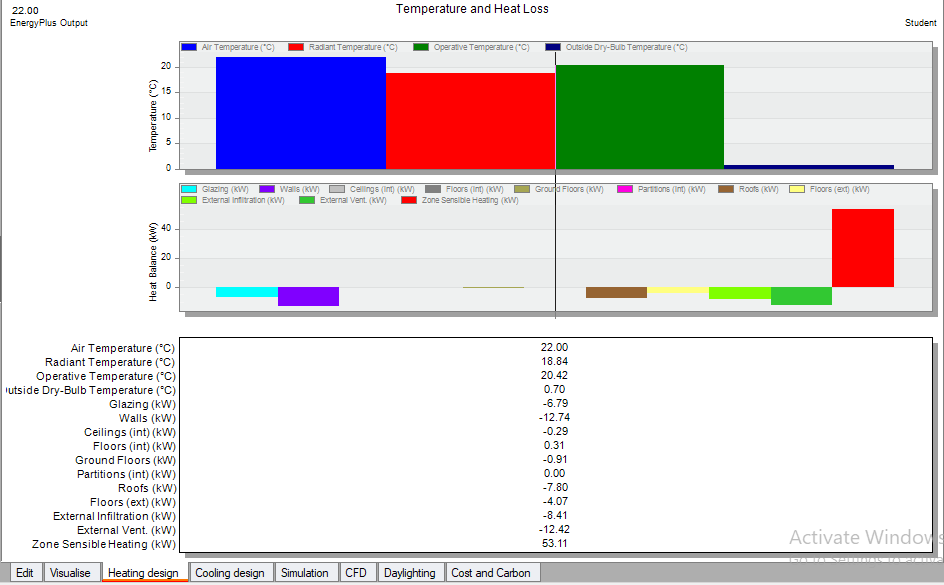 22.00
Temperature and Heat Loss
EnergyPlus Output
Student
Air Temperature (°C) Radiant Temperature (°C) Operative Temperature (°C) Outside Dry-Bulb Temperature (°C)
Temperature (°C)
20
15
10
5
0
Glazing (kW) Walls (kW) Ceilings (int) (kW) Floors (int) (kW) Ground Floors (kW) Partitions (int) (kW) Roofs (kW) Floors (ext) (kW)
External Infiltration (kW) External Vent. (kW) Zone Sensible Heating (kW)
Heat Balance (kW)
40
20
0
Air Temperature (°C) 22.00
Radiant Temperature (°C) 18.84
Operative Temperature (°C) 20.42
utside Dry-Bulb Temperature (°C) 0.70
Glazing (kW) -6.79
Walls (kW) -12.74
Ceilings (int) (kW) -0.29
Floors (int) (kW) 0.31
Ground Floors (kW) -0.91
Partitions (int) (kW) 0.00
Roofs (kW) -7.80
Floors (ext) (kW) -4.07
External Infiltration (kW) -8.41
External Vent. (kW) -12.42
Zone Sensible Heating (kW) 53.11
Activate Windows
Edit Visualise Heating design Cooling design Simulation CFD Daylighting Cost and Carbon